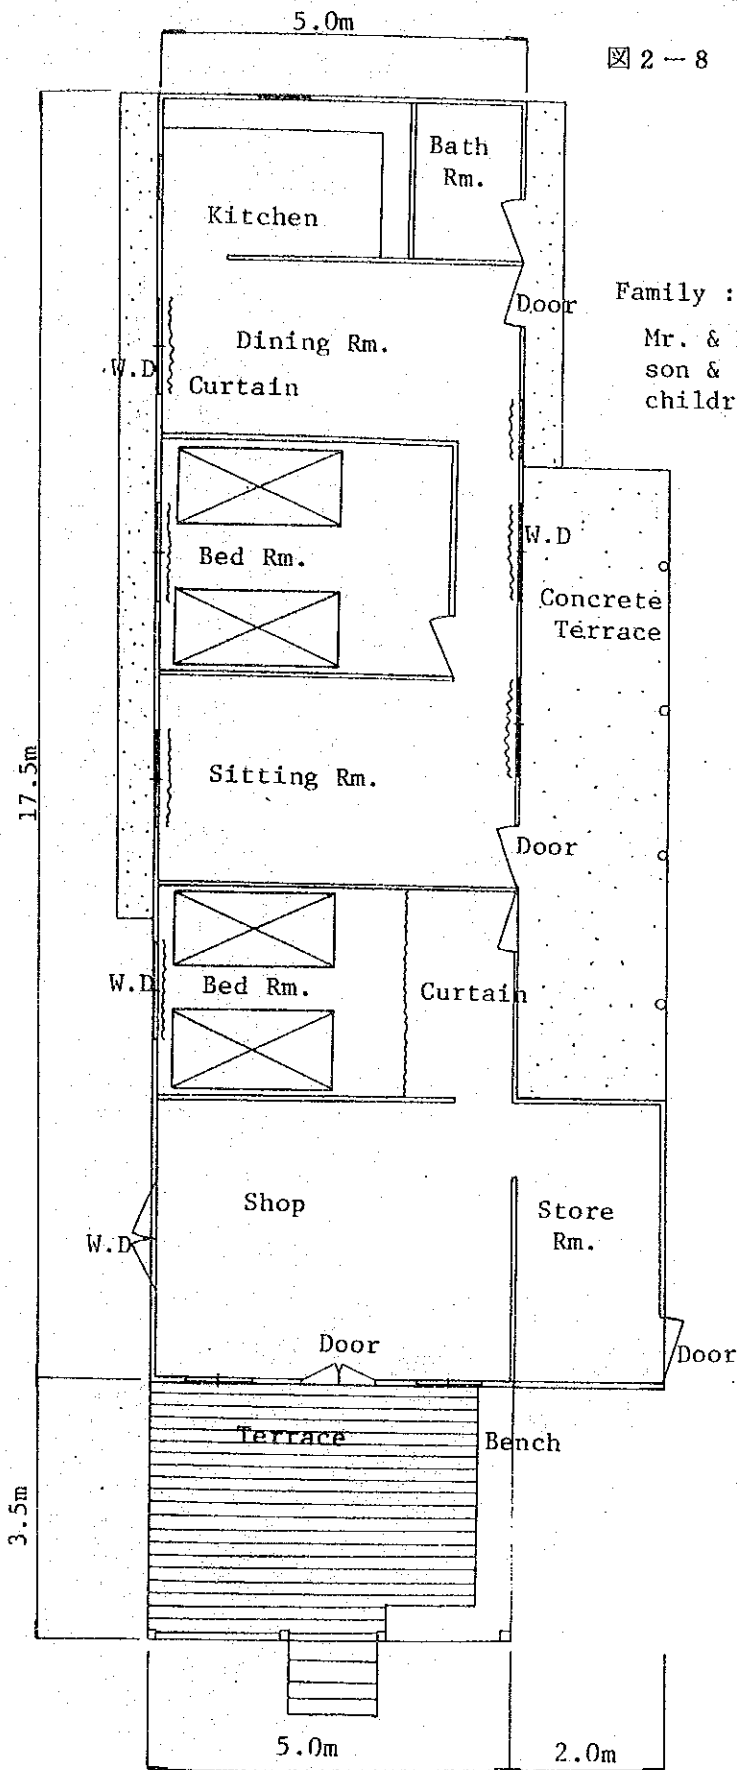 5.0m
図2-8
Bath
Rm.
Kitchen
Family :
Door
Mr. &
Dining Rm.
son &
W.D
Curtain
childr
W.D
Bed Rm.
Concrete
Terrace
17.5m
Sitting Rm.
Door
W.D
Bed Rm.
Curtain
Shop
Store
Rm.
W.D
Door
Door
Terrace
Bench
3.5m
5.0m
2.0m